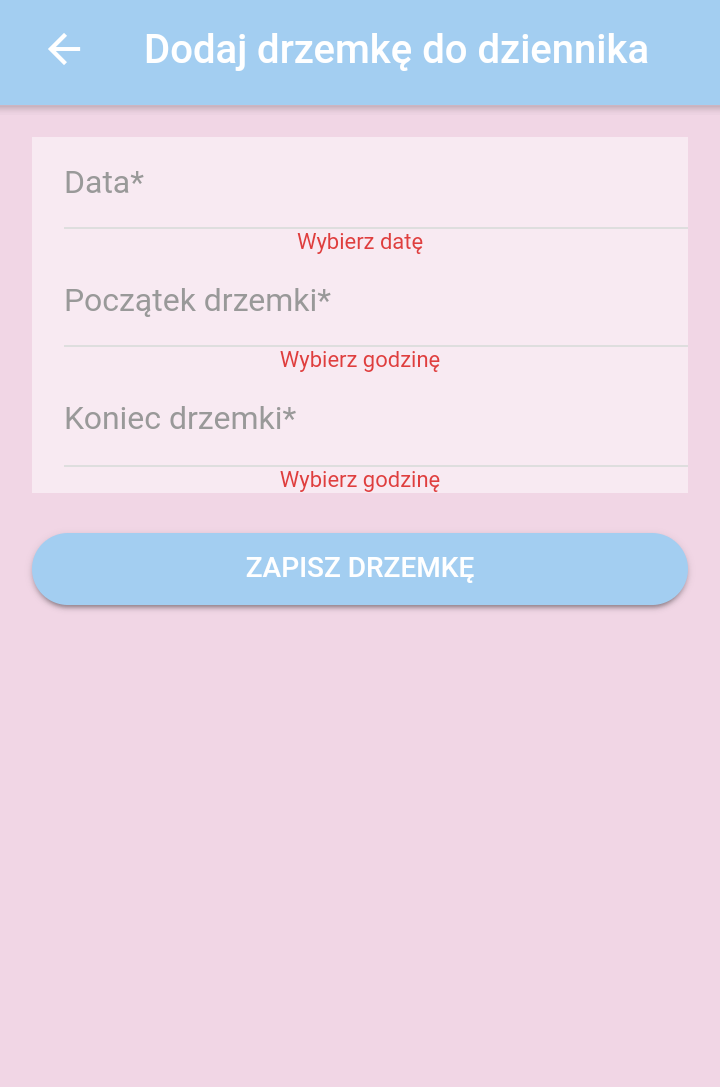 Dodaj drzemkę do dziennika
Data*
Wybierz datę
Początek drzemki*
Wybierz godzinę
Koniec drzemki*
Wybierz godzinę
ZAPISZ DRZEMKĘ